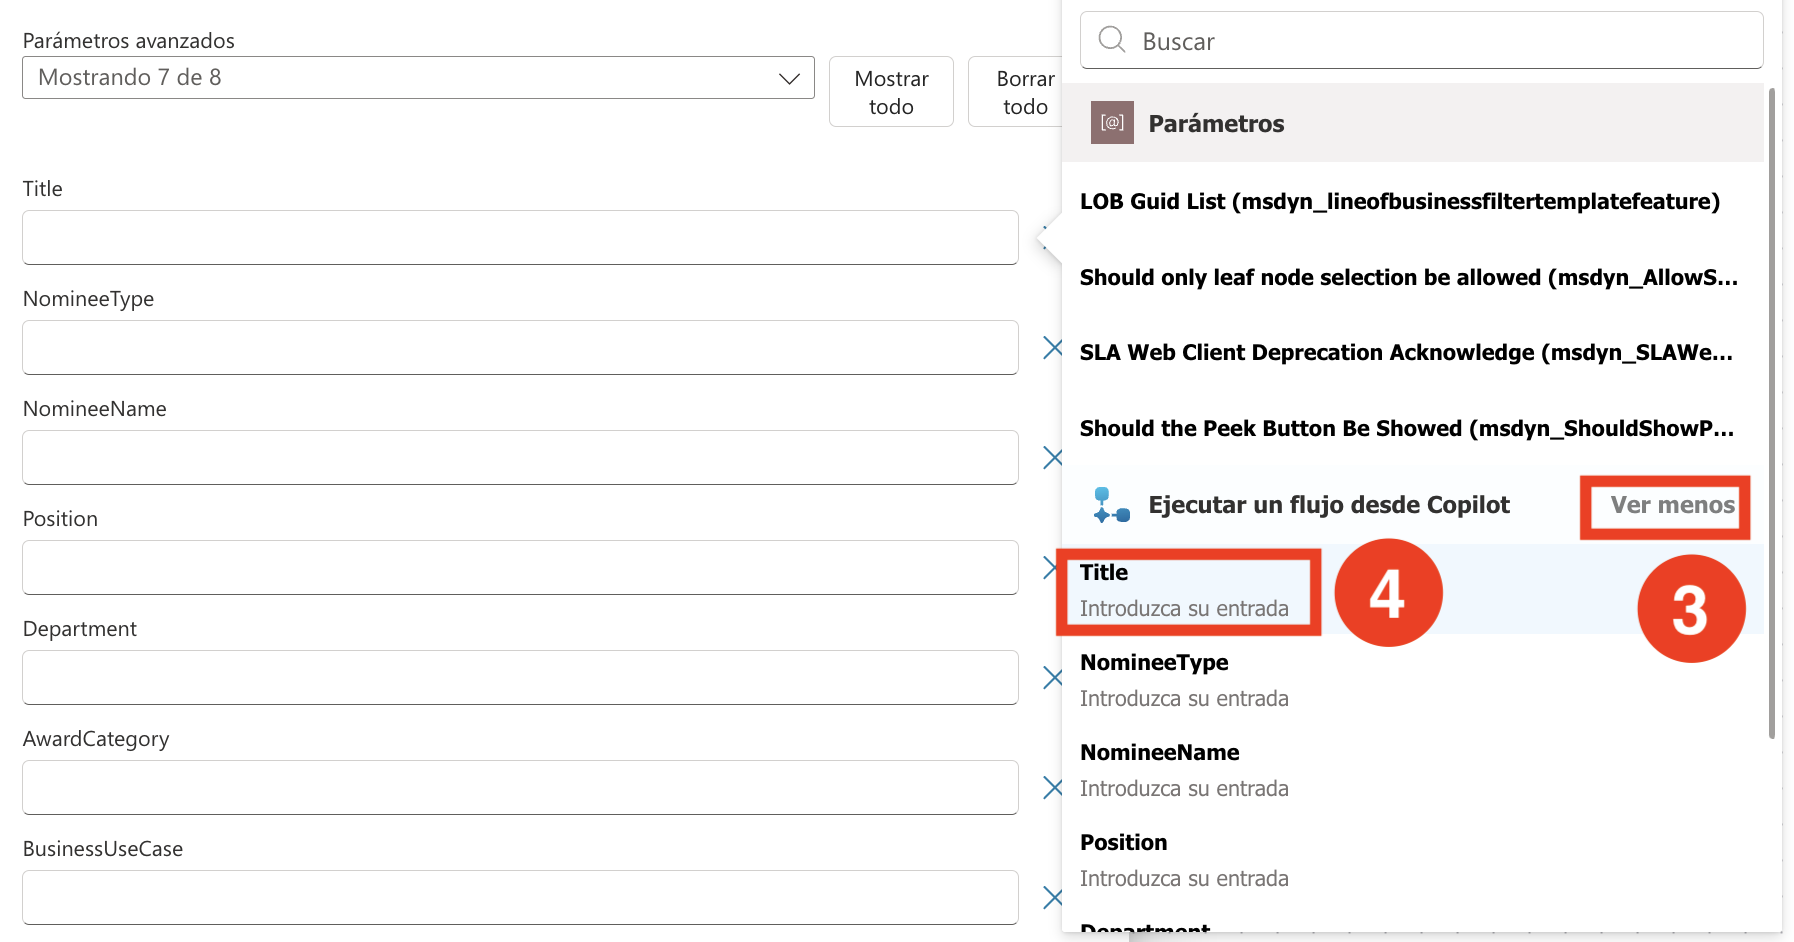 Parámetros avanzados
Mostrando 7 de 8
Mostrar
todo
Borrar
todo
Title
NomineeType
NomineeName
Position
Department
AwardCategory
BusinessUseCase
Buscar
[@]
Parámetros
LOB Guid List (msdyn_lineofbusinessfiltertemplatefeature)
Should only leaf node selection be allowed (msdyn_AllowS...
SLA Web Client Deprecation Acknowledge (msdyn_SLAWe...
Should the Peek Button Be Showed (msdyn_ShouldShowP...
Ejecutar un flujo desde Copilot
Ver menos
3
Title
Introduzca su entrada
4
NomineeType
Introduzca su entrada
NomineeName
Introduzca su entrada
Position
Introduzca su entrada
Department